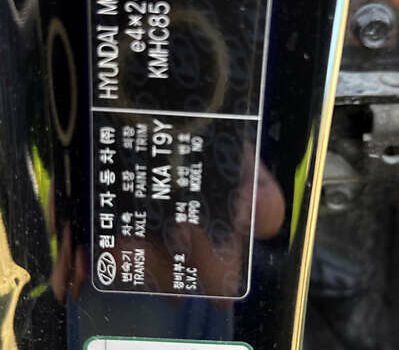 HYUNDAI M
e4*2
KMHC85
현대자동차㈜
변속기 차축 도장 의장
TRANSM AXLE PAINT TRIM
NKA T9Y
형식 승인 번호
APPD MODEL NO
정비부호
S.V.C